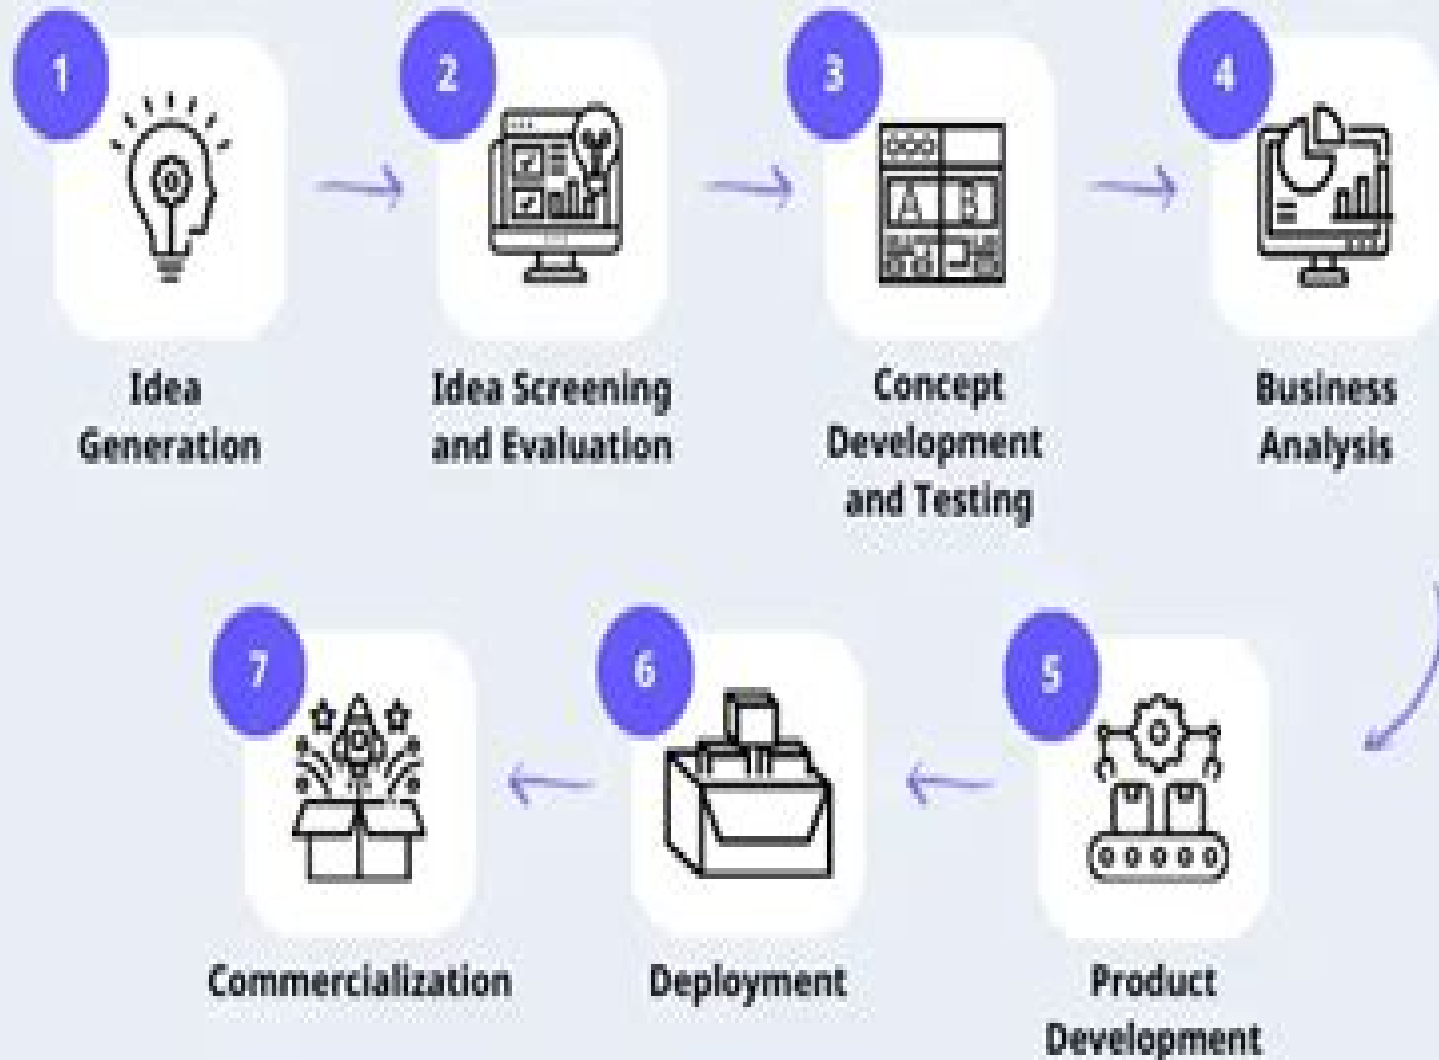 1
2
3
4
A B
Idea
Generation
Idea Screening
and Evaluation
Concept
Development
and Testing
Business
Analysis
7
6
5
Commercialization
Deployment
Product
Development